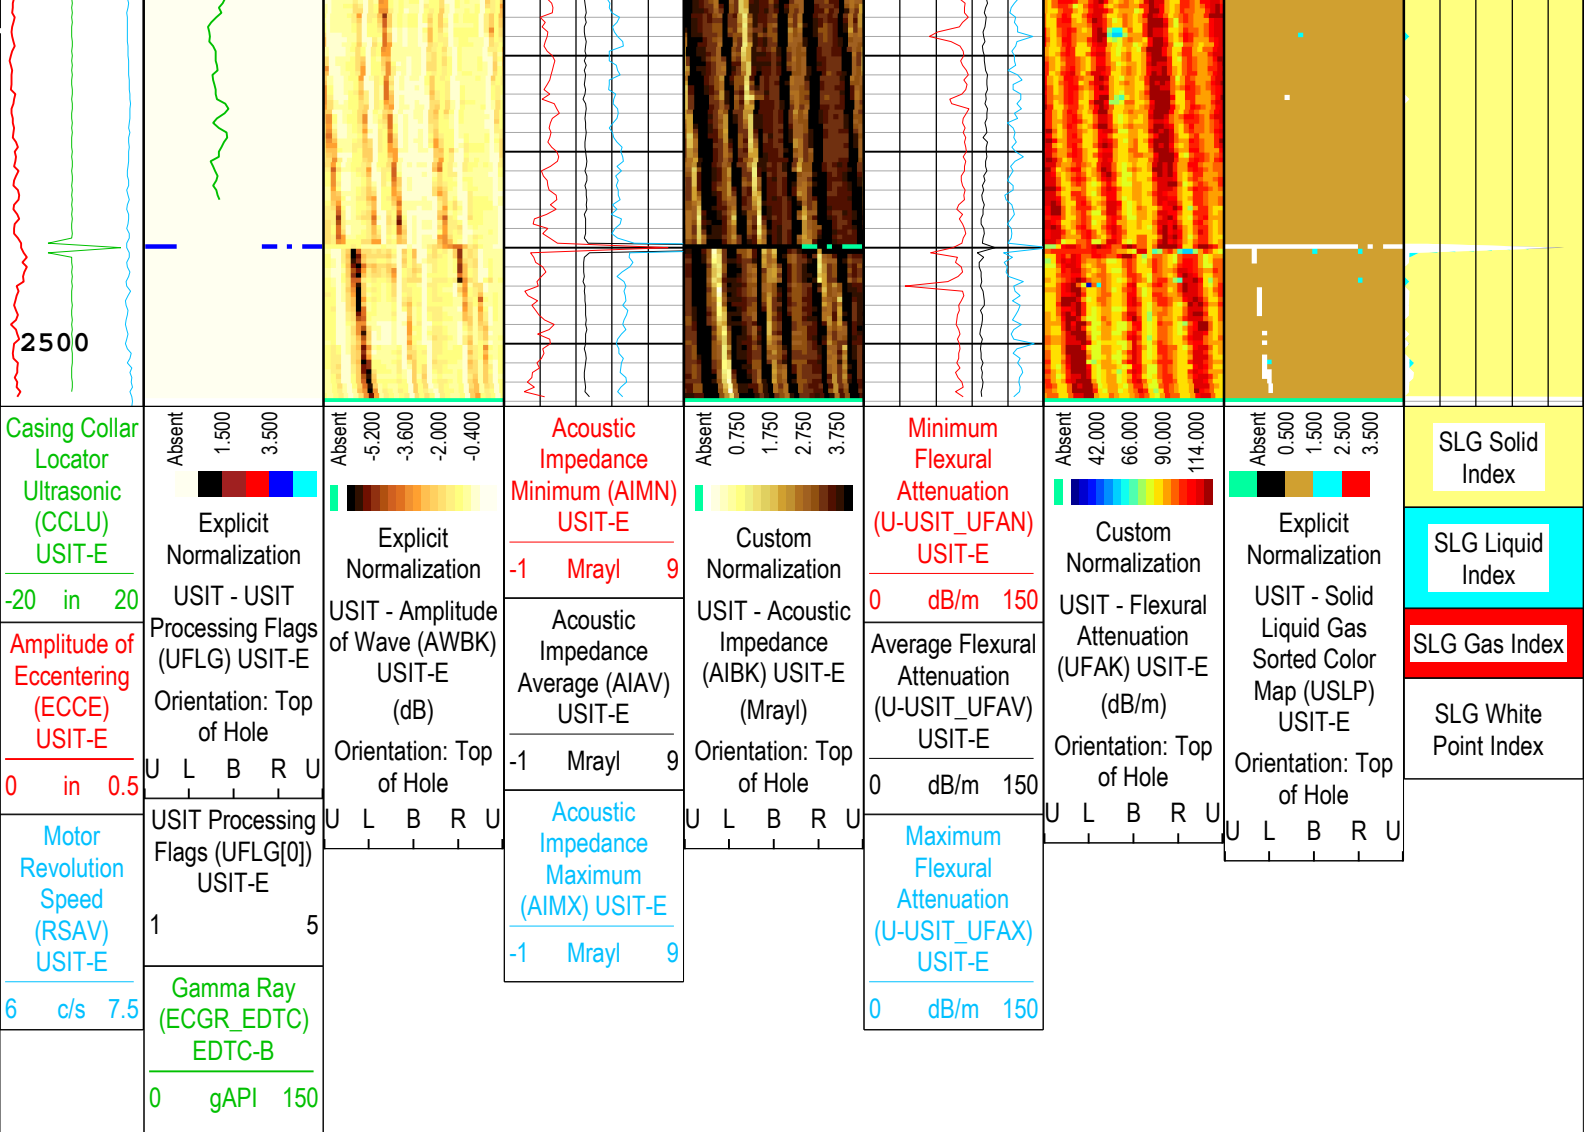 2500
Casing Collar
Locator
Ultrasonic
(CCLU)
USIT-E
-20 in 20
Amplitude of
Eccentering
(ECCE)
USIT-E
0 in 0.5
Motor
Revolution
Speed
(RSAV)
USIT-E
6 c/s 7.5
Absent 1.500 3.500
Explicit
Normalization
USIT - USIT
Processing Flags
(UFLG) USIT-E
Orientation: Top
of Hole
U L B R U
USIT Processing
Flags (UFLG[0])
USIT-E
1 5
Gamma Ray
(ECGR_EDTC)
EDTC-B
0 gAPI 150
Absent -5.200 -3.600 -2.000 -0.400
Explicit
Normalization
USIT - Amplitude
of Wave (AWBK)
USIT-E
(dB)
Orientation: Top
of Hole
U L B R U
Acoustic
Impedance
Minimum (AIMN)
USIT-E
-1 Mrayl 9
Acoustic
Impedance
Average (AIAV)
USIT-E
-1 Mrayl 9
Acoustic
Impedance
Maximum
(AIMX) USIT-E
-1 Mrayl 9
Absent 0.750 1.750 2.750 3.750
Custom
Normalization
USIT - Acoustic
Impedance
(AIBK) USIT-E
(Mrayl)
Orientation: Top
of Hole
U L B R U
Minimum
Flexural
Attenuation
(U-USIT_UFAN)
USIT-E
0 dB/m 150
Average Flexural
Attenuation
(U-USIT_UFAV)
USIT-E
0 dB/m 150
Maximum
Flexural
Attenuation
(U-USIT_UFAX)
USIT-E
0 dB/m 150
Absent 42.000 66.000 90.000 114.000
Custom
Normalization
USIT - Flexural
Attenuation
(UFAK) USIT-E
(dB/m)
Orientation: Top
of Hole
U L B R U
Absent 0.500 1.500 2.500 3.500
Explicit
Normalization
USIT - Solid
Liquid Gas
Sorted Color
Map (USLP)
USIT-E
Orientation: Top
of Hole
U L B R U
SLG Solid
Index
SLG Liquid
Index
SLG Gas Index
SLG White
Point Index